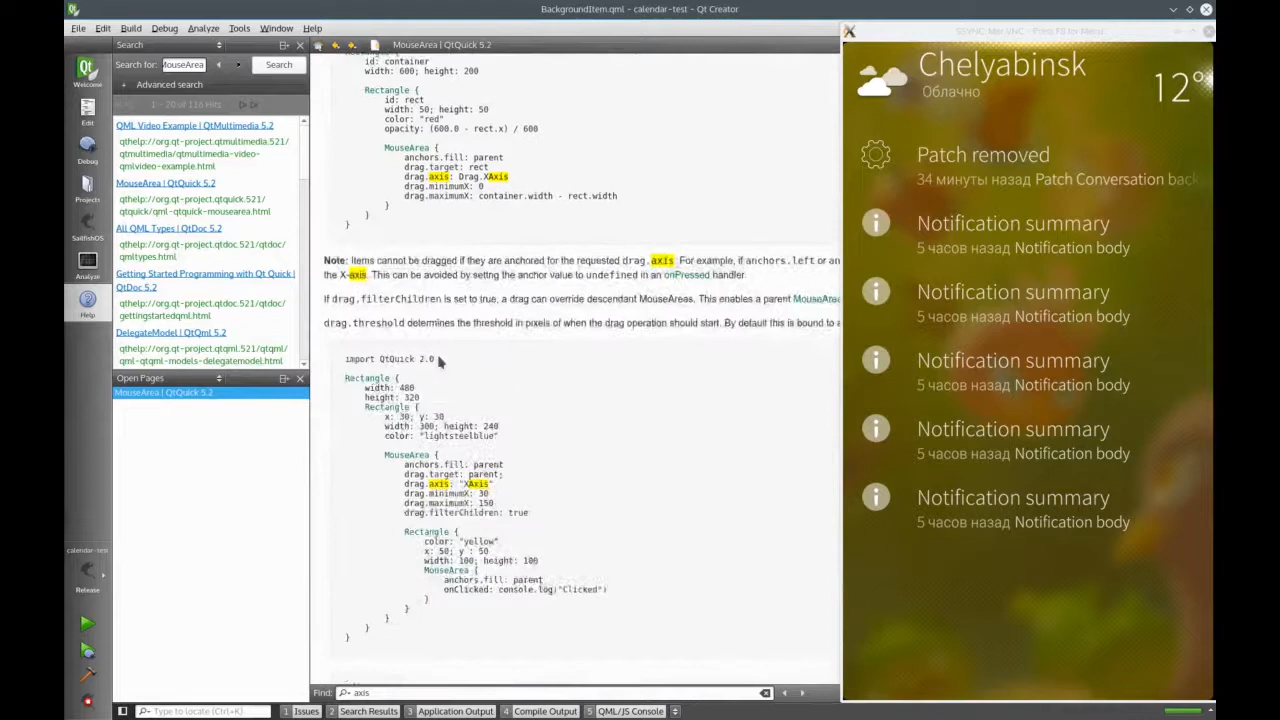 BackgroundItem.qml - calendar-test - Qt Creator
File Edit Build Debug Analyze Tools Window Help
Search
MouseArea | QtQuick 5.2
Search for: MouseArea Search
Advanced search
1 - 20 of 116 Hits
QML Video Example | QtMultimedia 5.2
qthelp://org.qt-project.qtmultimedia.521/
qtmultimedia/qtmultimedia-video-
qmlvideo-example.html
MouseArea | QtQuick 5.2
qthelp://org.qt-project.qtquick.521/
qtquick/qml-qtquick-mousearea.html
All QML Types | QtDoc 5.2
qthelp://org.qt-project.qtdoc.521/qtdoc/
qmltypes.html
Getting Started Programming with Qt Quick |
QtDoc 5.2
qthelp://org.qt-project.qtdoc.521/qtdoc/
gettingstartedqml.html
DelegateModel | QtQml 5.2
qthelp://org.qt-project.qtqml.521/qtqml/
qml-qtqml-models-delegatemodel.html
Open Pages
MouseArea | QtQuick 5.2
Welcome
Edit
Debug
Projects
SailfishOS
Analyze
Help
calendar-test
Release
id: container
width: 600; height: 200
Rectangle {
id: rect
width: 50; height: 50
color: "red"
opacity: (600.0 - rect.x) / 600
MouseArea {
anchors.fill: parent
drag.target: rect
drag.axis: Drag.XAxis
drag.minimumX: 0
drag.maximumX: container.width - rect.width
}
}
}
Note: Items cannot be dragged if they are anchored for the requested drag.axis. For example, if anchors.left or an
the X-axis. This can be avoided by setting the anchor value to undefined in an onPressed handler.
If drag.filterChildren is set to true, a drag can override descendant MouseAreas. This enables a parent MouseArea
drag.threshold determines the threshold in pixels of when the drag operation should start. By default this is bound to a
import QtQuick 2.0
Rectangle {
width: 480
height: 320
Rectangle {
x: 30; y: 30
width: 300; height: 240
color: "lightsteelblue"
MouseArea {
anchors.fill: parent
drag.target: parent;
drag.axis: "XAxis"
drag.minimumX: 30
drag.maximumX: 150
drag.filterChildren: true
Rectangle {
color: "yellow"
x: 50; y : 50
width: 100; height: 100
MouseArea {
anchors.fill: parent
onClicked: console.log("Clicked")
}
}
}
}
}
Find: axis
Type to locate (Ctrl+K) 1 Issues 2 Search Results 3 Application Output 4 Compile Output 5 QML/JS Console
Chelyabinsk
Облачно
12°
Patch removed
34 минуты назад Patch Conversation back
Notification summary
5 часов назад Notification body
Notification summary
5 часов назад Notification body
Notification summary
5 часов назад Notification body
Notification summary
5 часов назад Notification body
Notification summary
5 часов назад Notification body